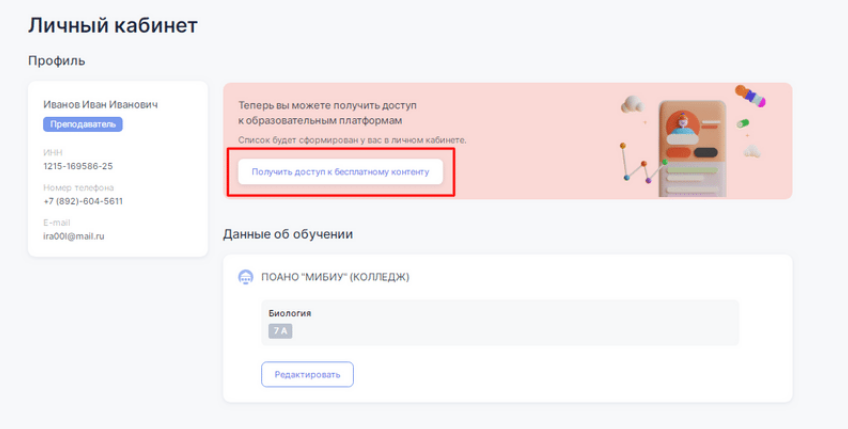 Личный кабинет
Профиль
Иванов Иван Иванович
Преподаватель
ИНН
1215-169586-25
Номер телефона
+7 (892)-604-5611
E-mail
ira00l@mail.ru
Теперь вы можете получить доступ
к образовательным платформам
Список будет сформирован у вас в личном кабинете.
Получить доступ к бесплатному контенту
Данные об обучении
ПОАНО "МИБИУ" (КОЛЛЕДЖ)
Биология
7 А
Редактировать